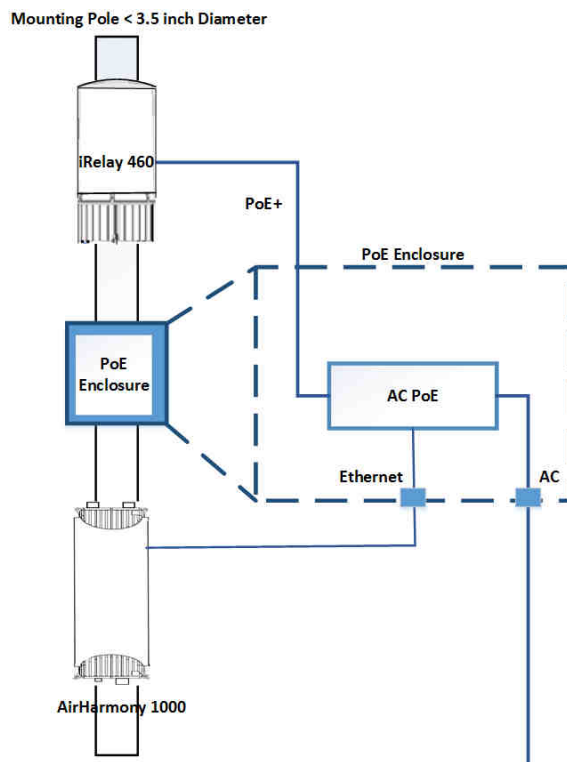 Mounting Pole < 3.5 inch Diameter
iRelay 460
PoE+
PoE Enclosure
PoE
Enclosure
AC PoE
Ethernet
AC
AirHarmony 1000